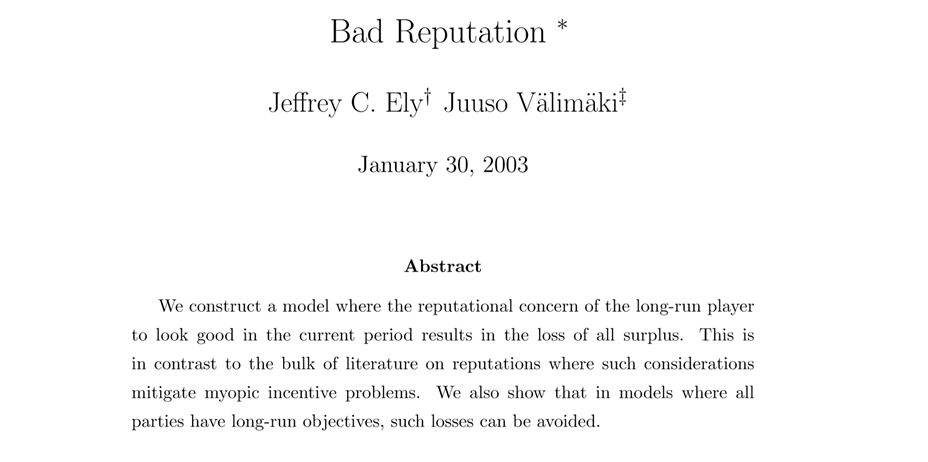 Bad Reputation *
Jeffrey C. Ely† Juuso Välimäki‡
January 30, 2003
Abstract
We construct a model where the reputational concern of the long-run player
to look good in the current period results in the loss of all surplus. This is
in contrast to the bulk of literature on reputations where such considerations
mitigate myopic incentive problems. We also show that in models where all
parties have long-run objectives, such losses can be avoided.